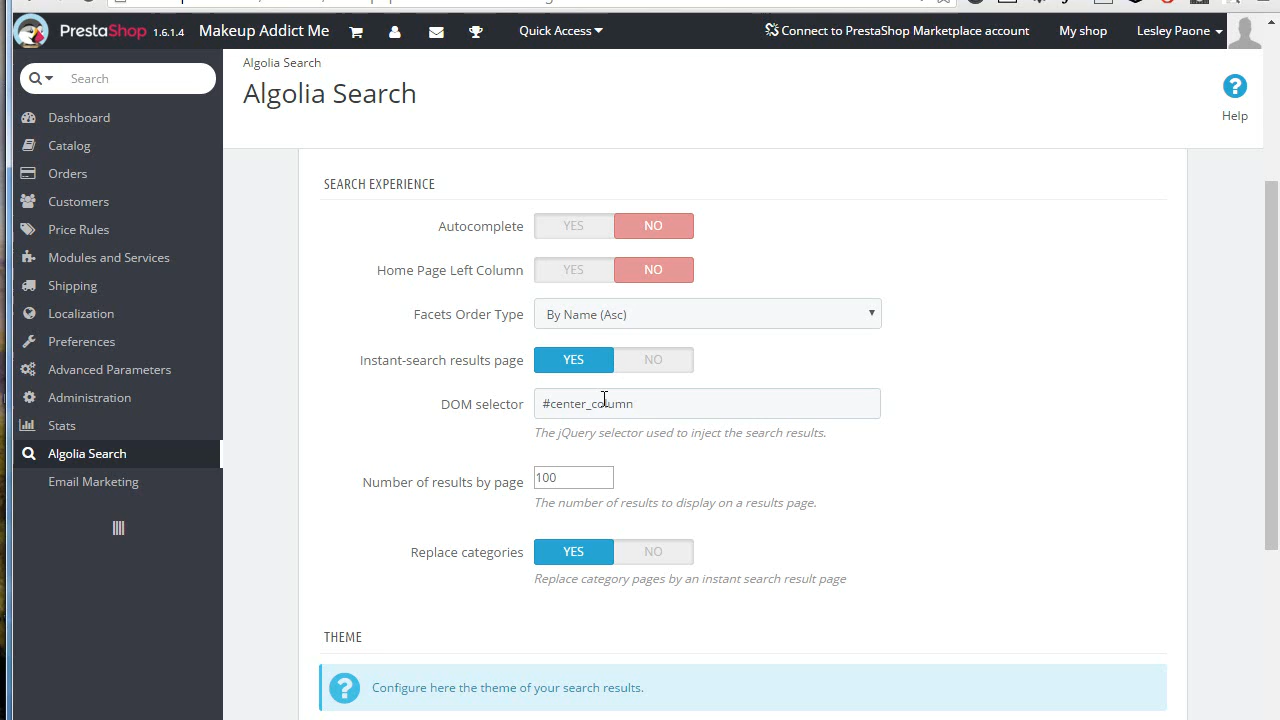 PrestaShop 1.6.1.4 Makeup Addict Me Quick Access Connect to PrestaShop Marketplace account My shop Lesley Paone
Search
Dashboard
Catalog
Orders
Customers
Price Rules
Modules and Services
Shipping
Localization
Preferences
Advanced Parameters
Administration
Stats
Algolia Search
Email Marketing
Algolia Search
Algolia Search
?
Help
SEARCH EXPERIENCE
Autocomplete YES NO
Home Page Left Column YES NO
Facets Order Type By Name (Asc)
Instant-search results page YES NO
DOM selector #center_column
The jQuery selector used to inject the search results.
Number of results by page 100
The number of results to display on a results page.
Replace categories YES NO
Replace category pages by an instant search result page
THEME
? Configure here the theme of your search results.